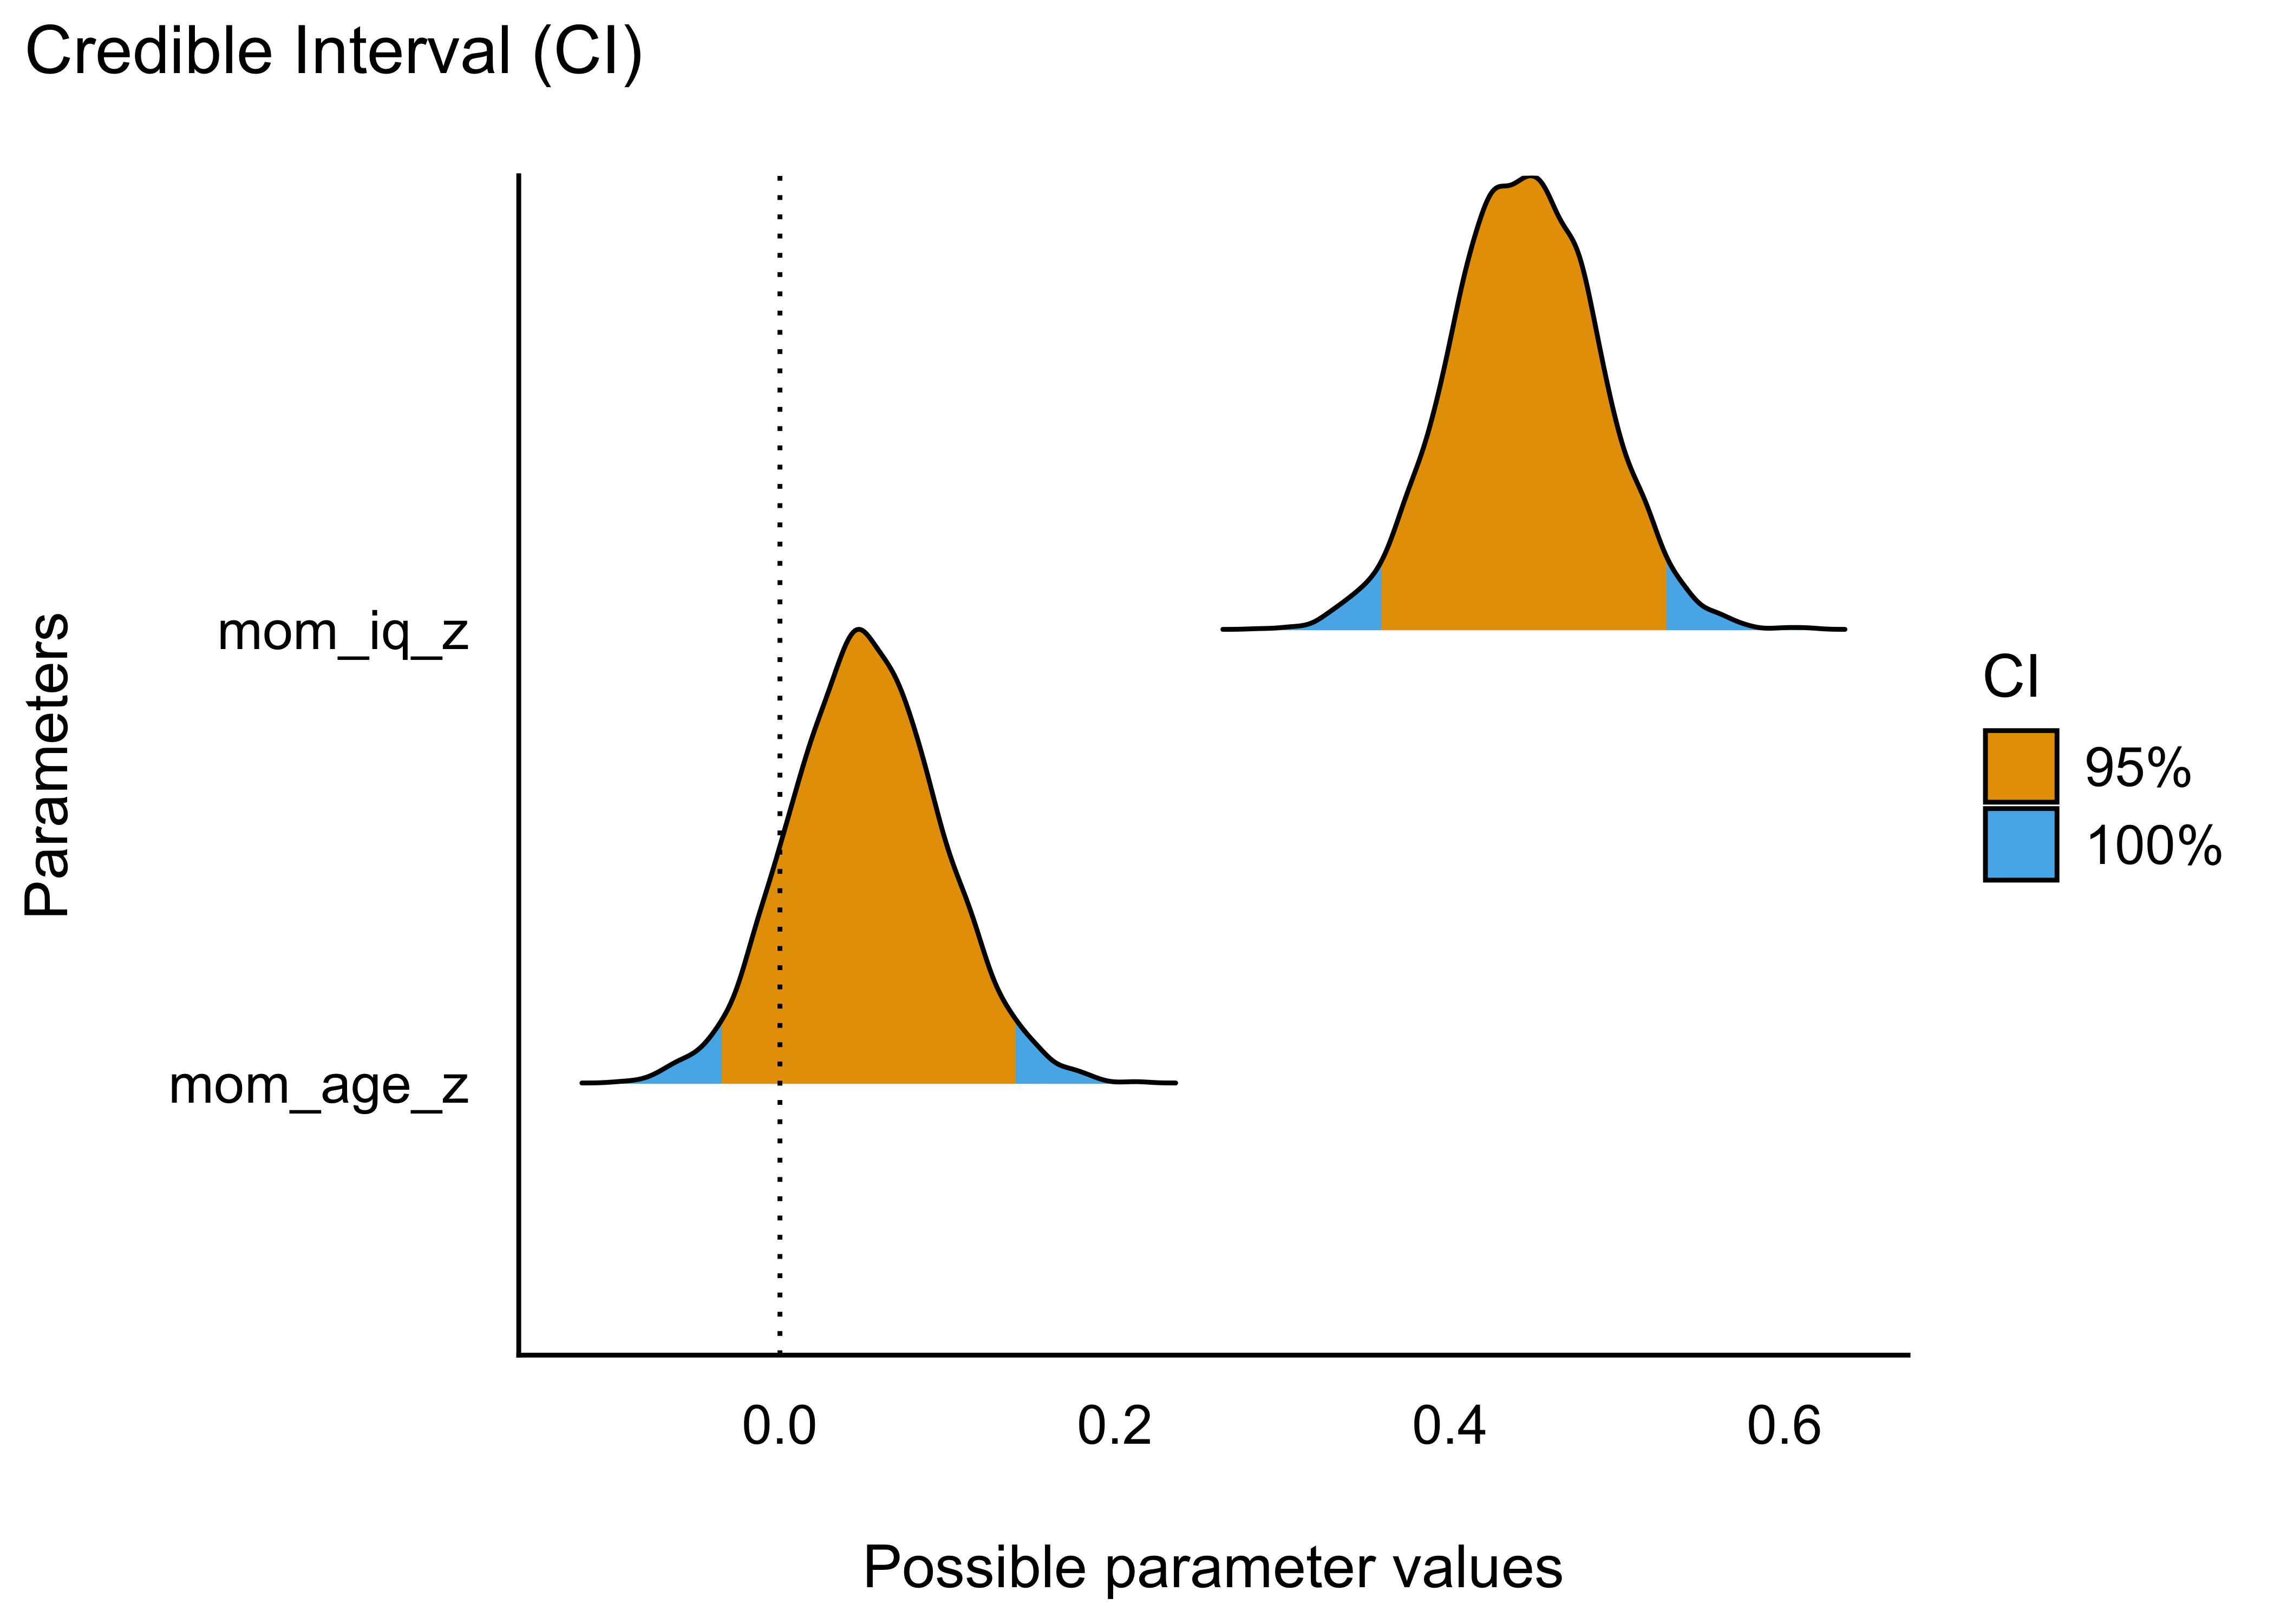 Credible Interval (CI)
Parameters
mom_iq_z
mom_age_z
CI
95%
100%
0.0 0.2 0.4 0.6
Possible parameter values